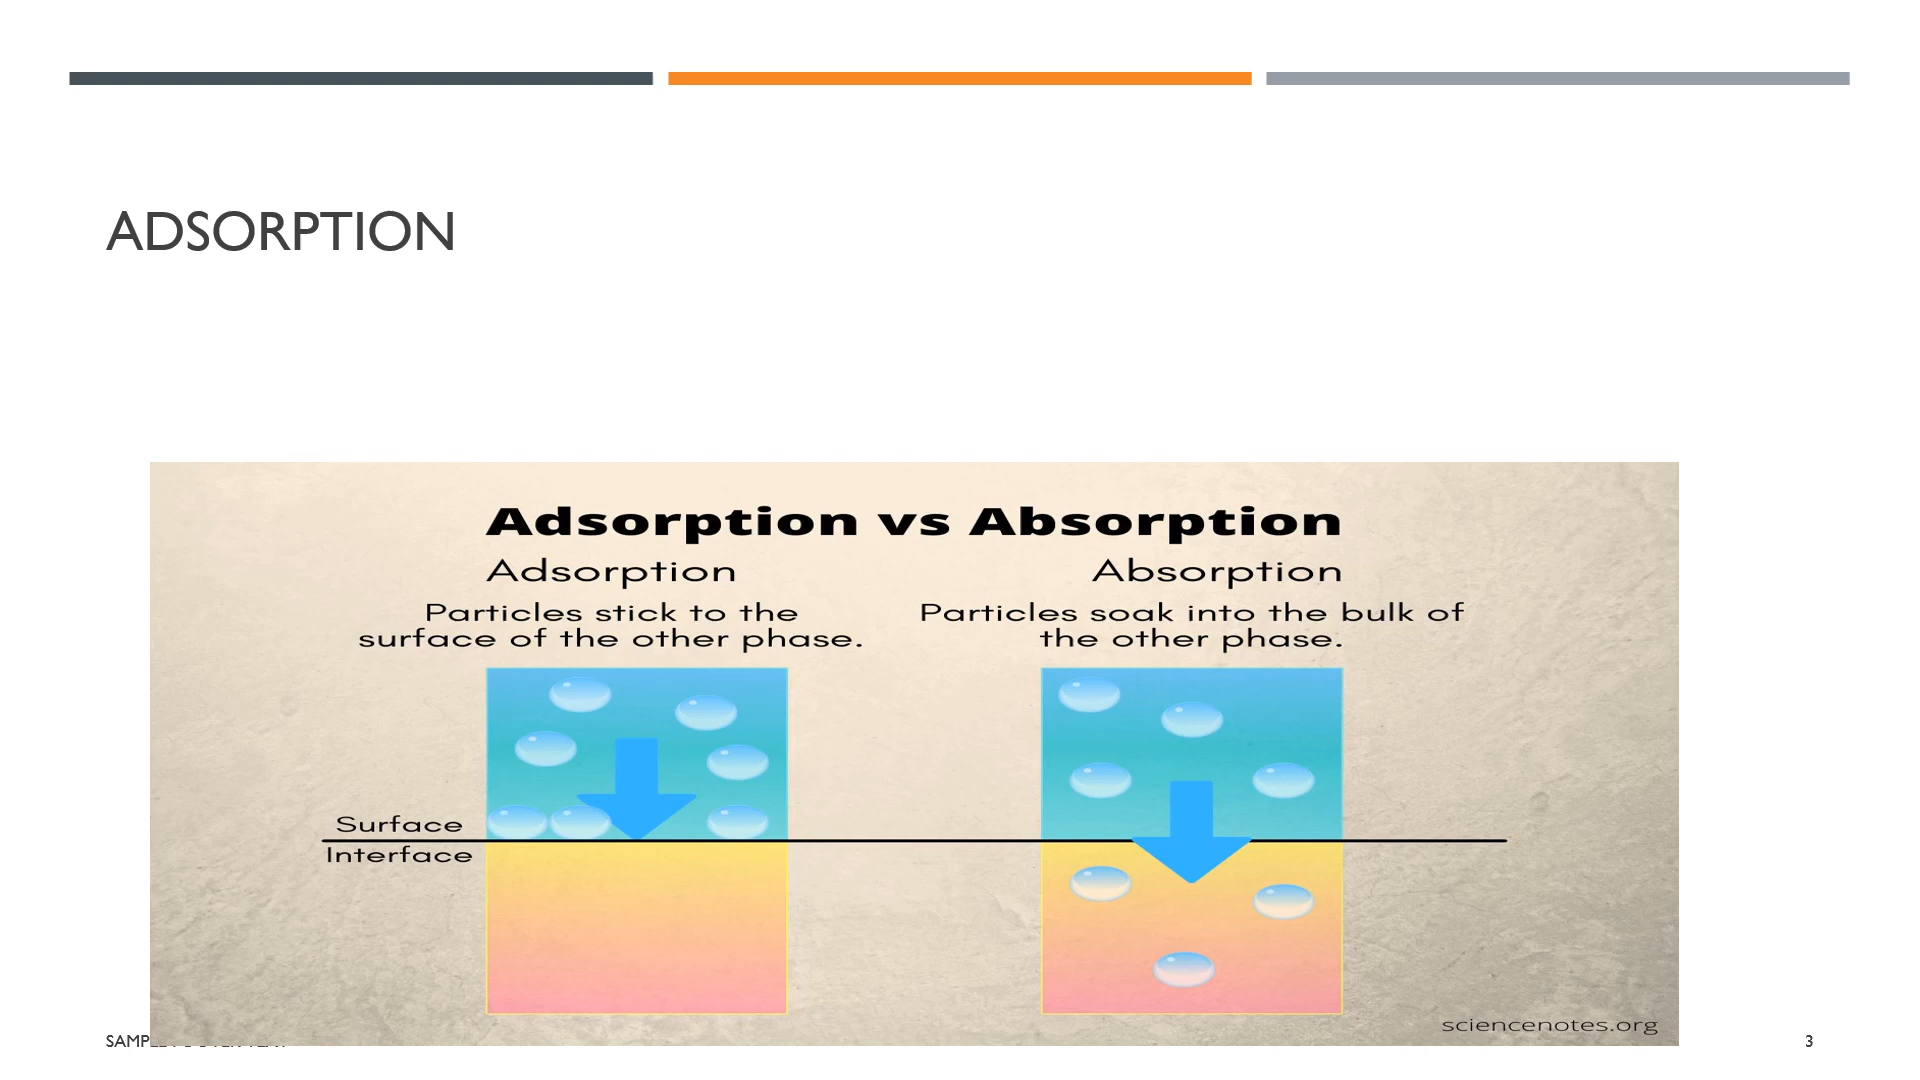 ADSORPTION
Adsorption vs Absorption
Adsorption
Particles stick to the
surface of the other phase.
Absorption
Particles soak into the bulk of
the other phase.
Surface
Interface
sciencenotes.org
3